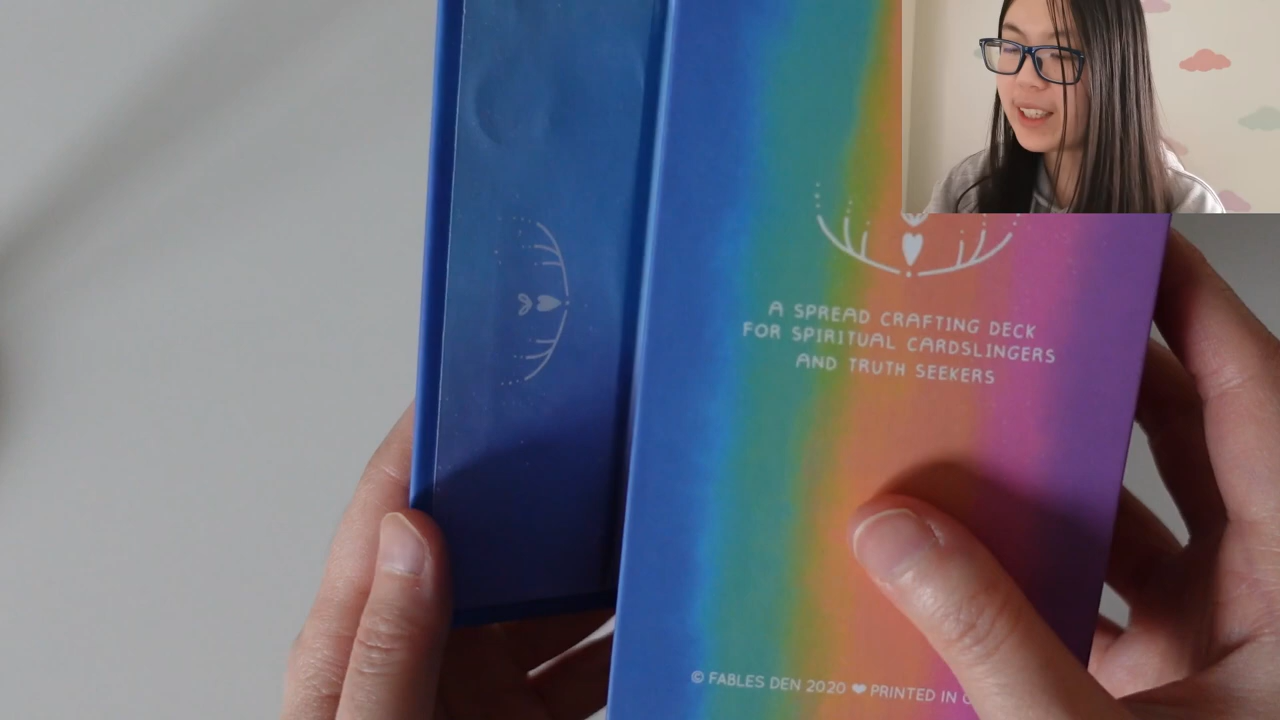 A SPREAD CRAFTING DECK
FOR SPIRITUAL CARDSLINGERS
AND TRUTH SEEKERS
© FABLES DEN 2020 ❤ PRINTED IN